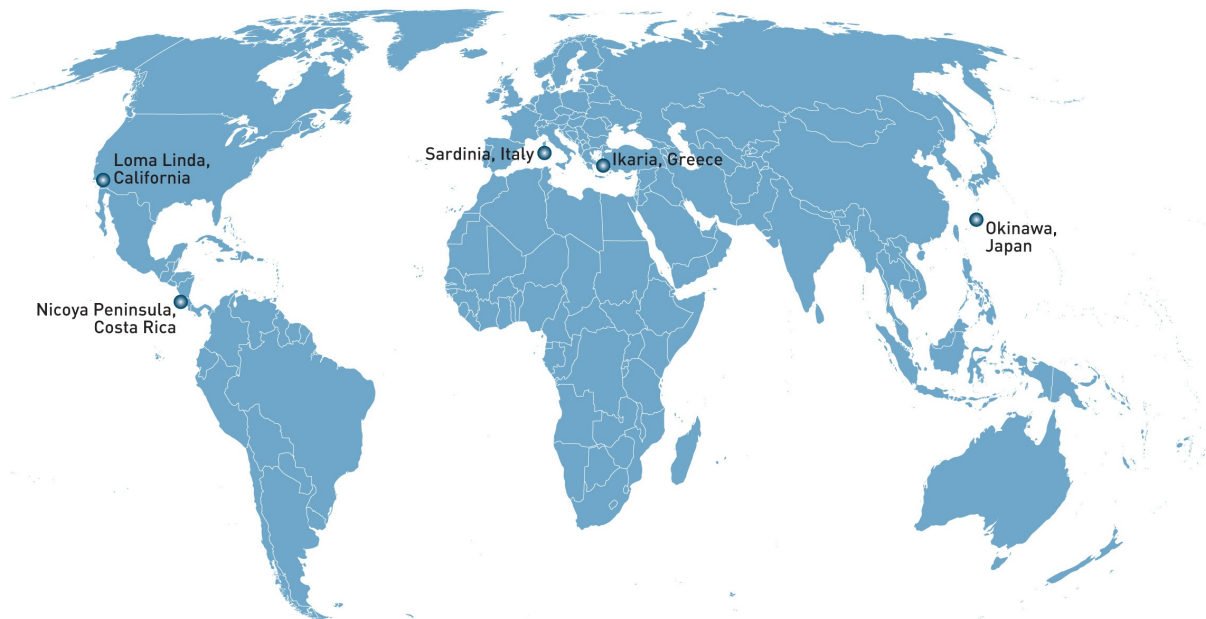 Loma Linda,
California
Sardinia, Italy
Ikaria, Greece
Okinawa,
Japan
Nicoya Peninsula,
Costa Rica